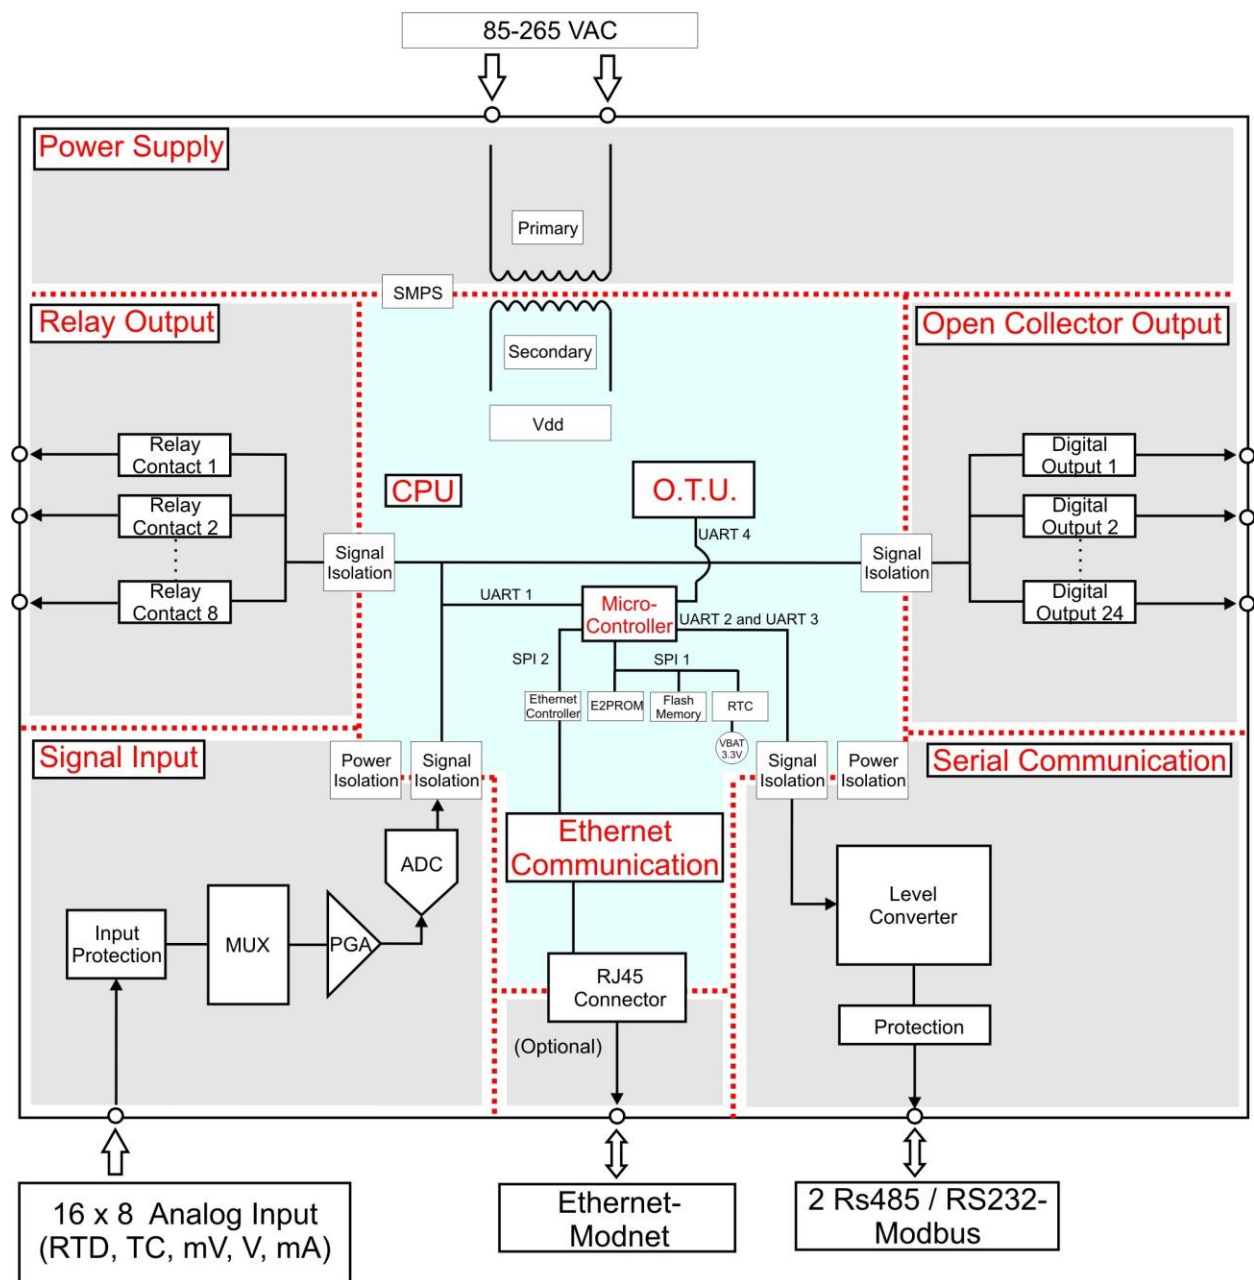 85-265 VAC
Power Supply
Primary
SMPS
Relay Output
Open Collector Output
Secondary
Vdd
Relay
Contact 1
Digital
Output 1
CPU
O.T.U.
Relay
Contact 2
Digital
Output 2
UART 4
Signal
Isolation
Signal
Isolation
Relay
Contact 8
UART 1
Micro-
Controller
UART 2 and UART 3
Digital
Output 24
SPI 2
SPI 1
Ethernet
Controller
E2PROM
Flash
Memory
RTC
VBAT
3.3V
Signal Input
Power
Isolation
Signal
Isolation
Signal
Isolation
Power
Isolation
Serial Communication
Ethernet
Communication
ADC
Input
Protection
MUX
PGA
Level
Converter
RJ45
Connector
Protection
(Optional)
16 x 8 Analog Input
(RTD, TC, mV, V, mA)
Ethernet-
Modnet
2 Rs485 / RS232-
Modbus